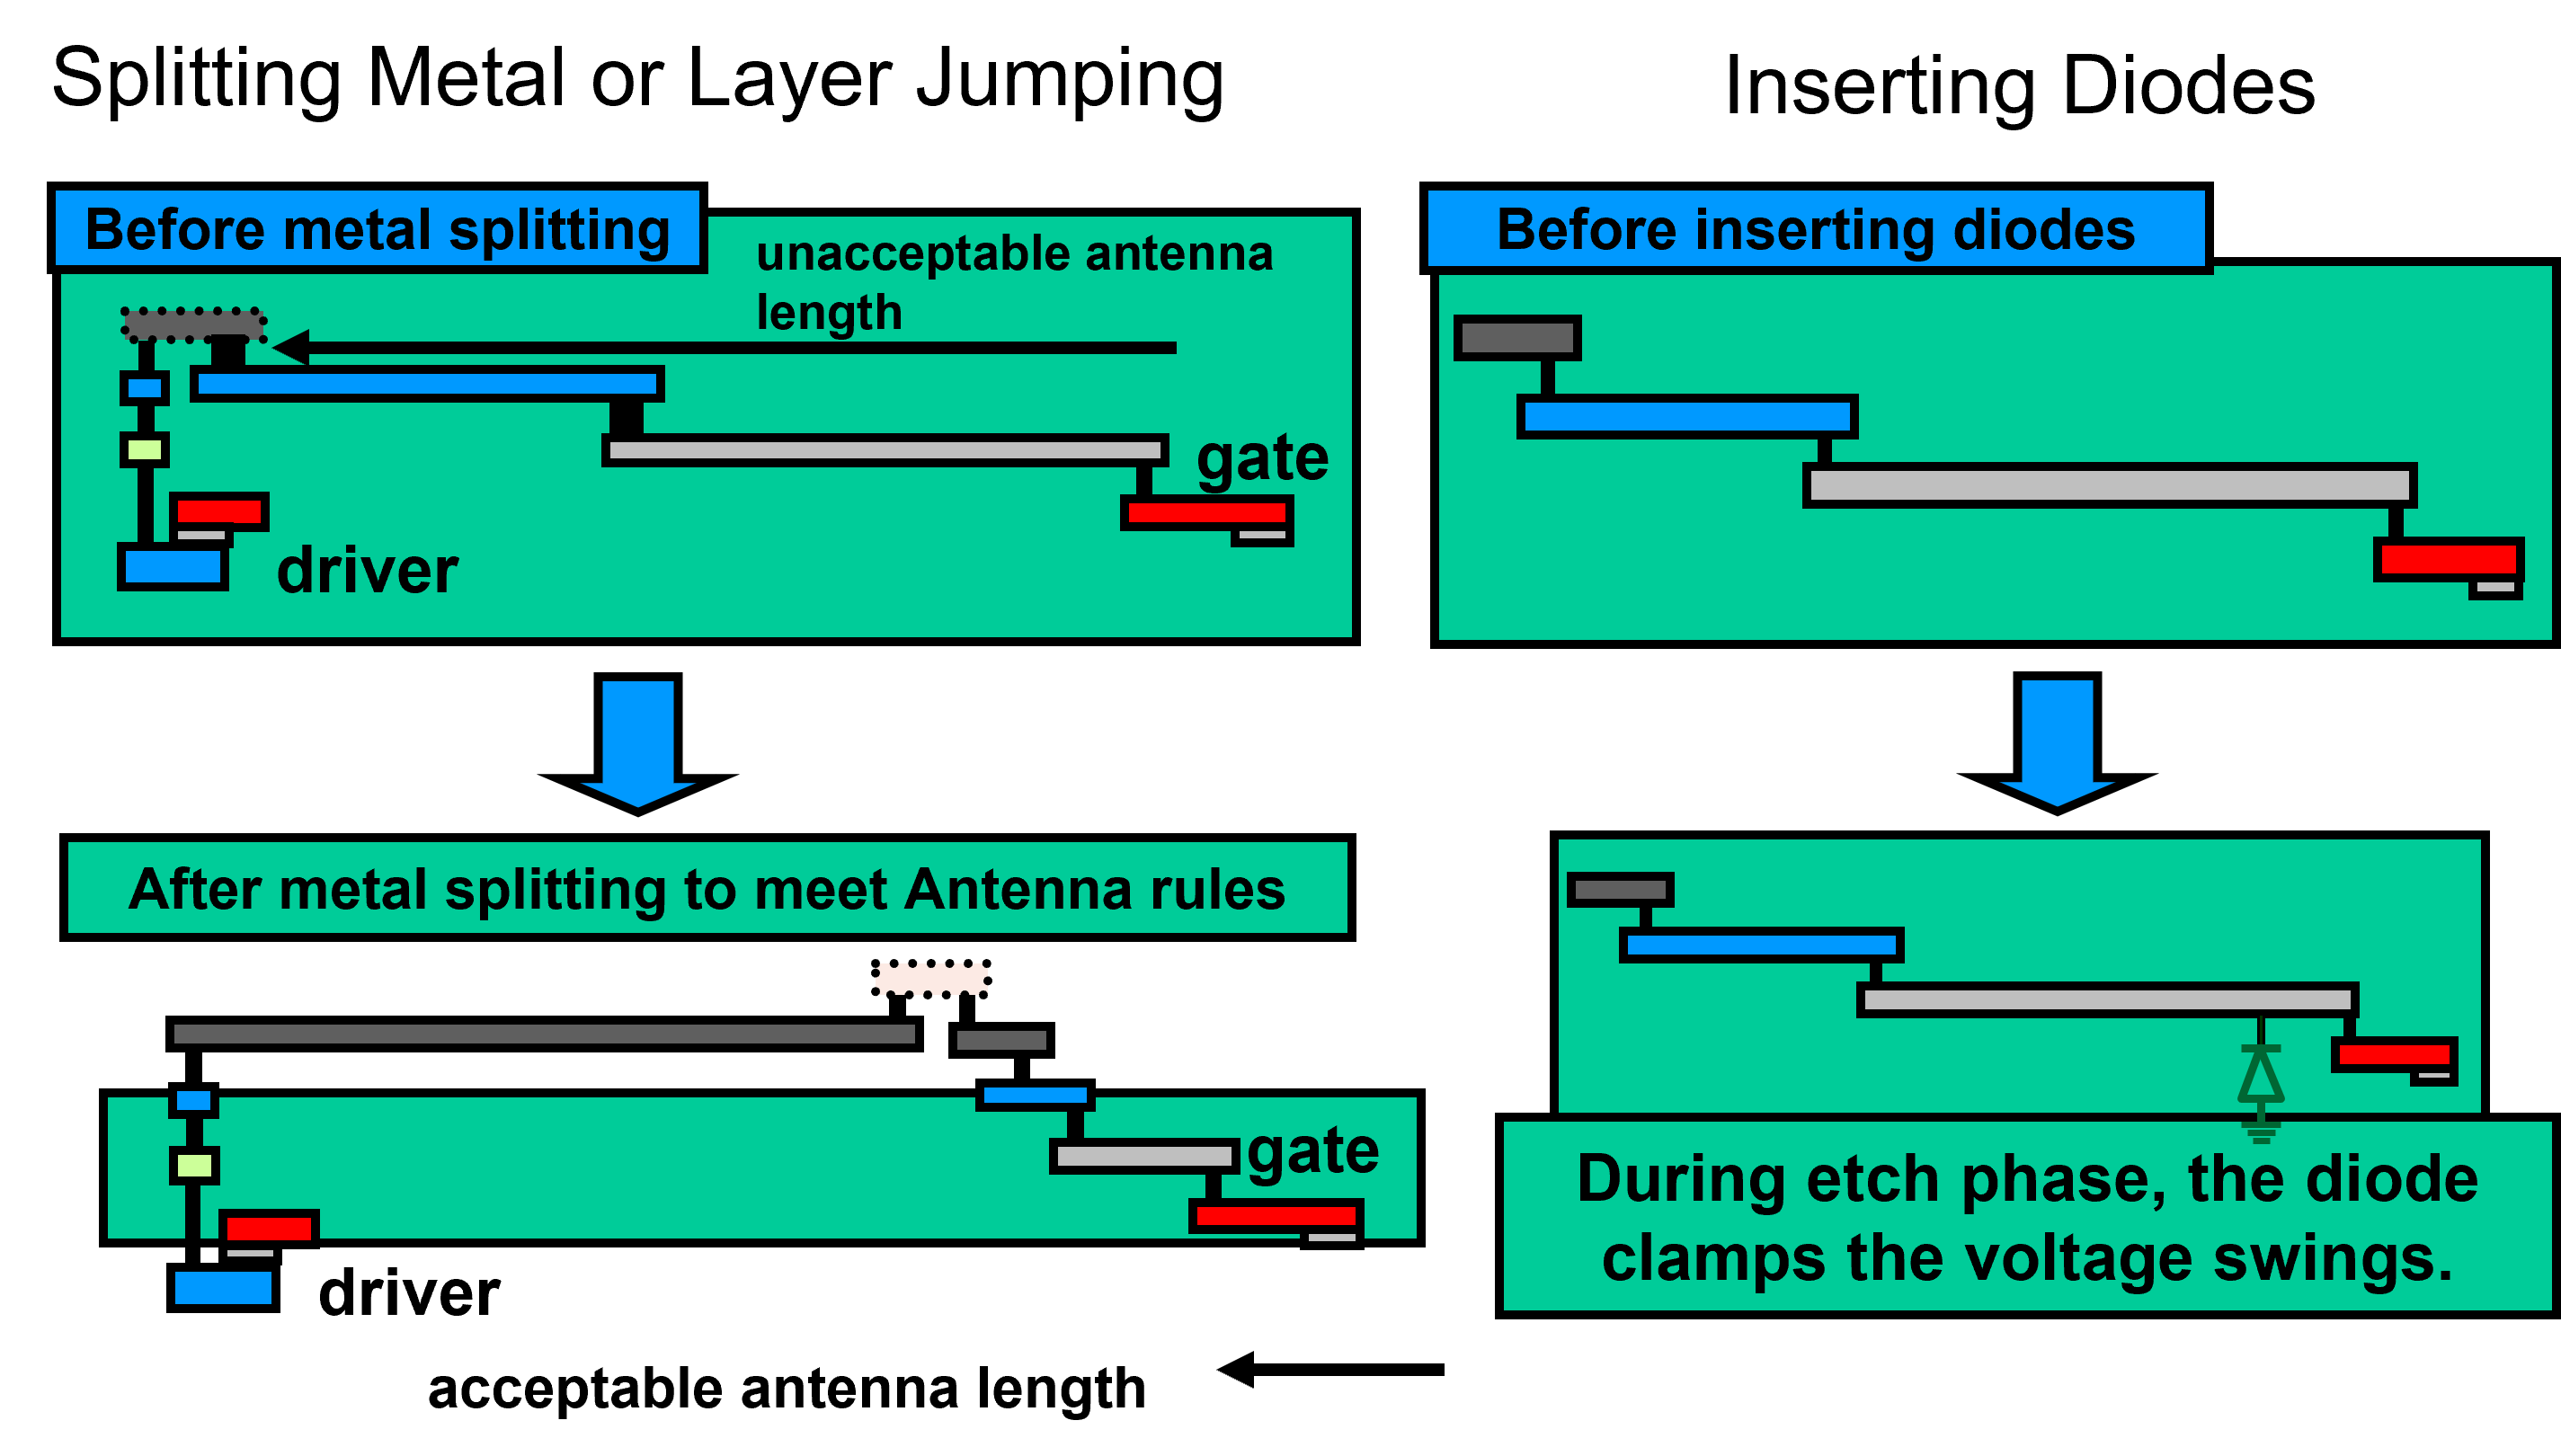 Splitting Metal or Layer Jumping
Before metal splitting
unacceptable antenna
length
gate
driver
After metal splitting to meet Antenna rules
gate
driver
acceptable antenna length
Inserting Diodes
Before inserting diodes
During etch phase, the diode
clamps the voltage swings.